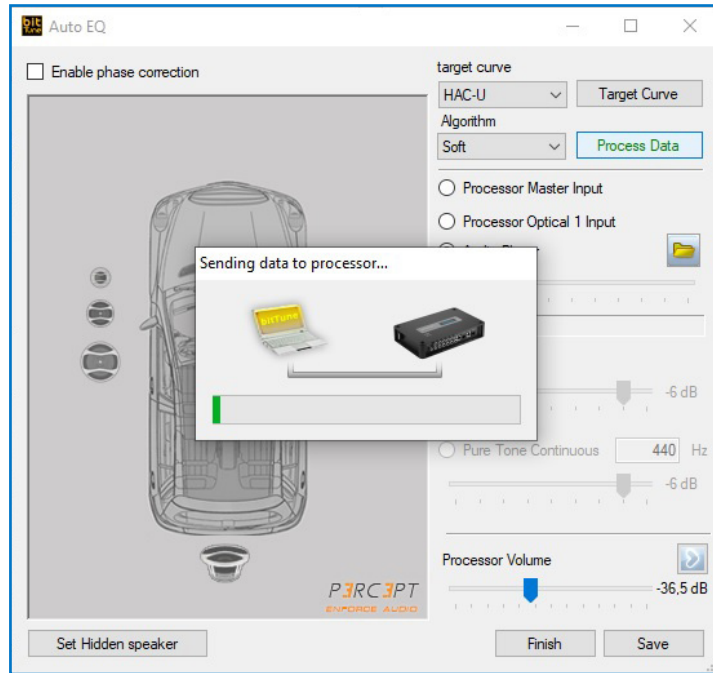 bit Tune Auto EQ
Enable phase correction
target curve
HAC-U
Target Curve
Algorithm
Soft
Process Data
Processor Master Input
Processor Optical 1 Input
Sending data to processor...
bitTune
-6 dB
Pure Tone Continuous 440 Hz
-6 dB
Processor Volume
-36,5 dB
PERCEPT
ENFORCE AUDIO
Set Hidden speaker
Finish
Save